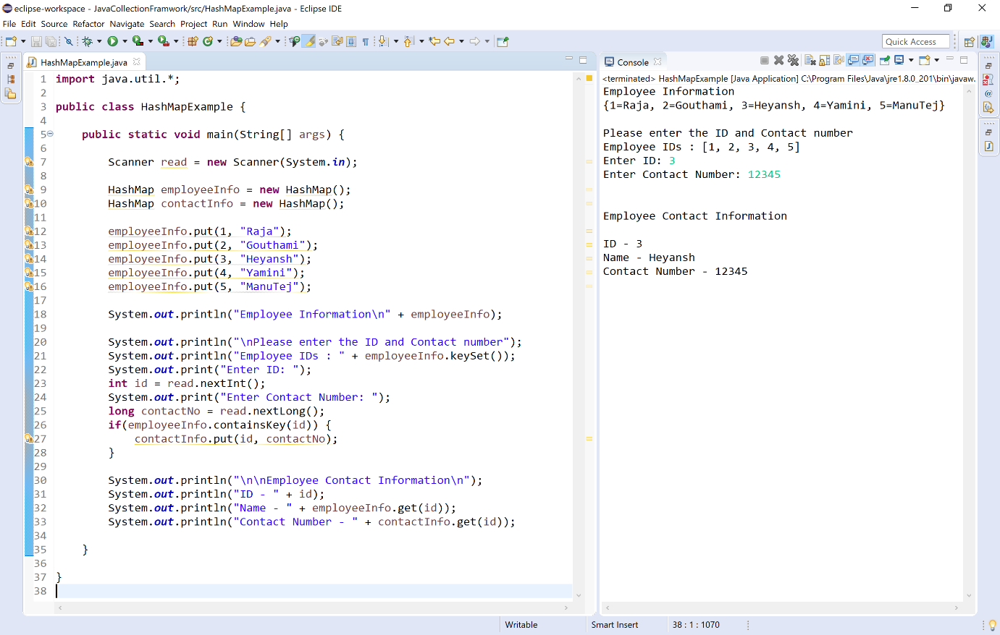 eclipse-workspace - JavaCollectionFramwork/src/HashMapExample.java - Eclipse IDE
File Edit Source Refactor Navigate Search Project Run Window Help
Quick Access
HashMapExample.java
1 import java.util.*;
2
3 public class HashMapExample {
4
5     public static void main(String[] args) {
6
7         Scanner read = new Scanner(System.in);
8
9         HashMap employeeInfo = new HashMap();
10         HashMap contactInfo = new HashMap();
11
12         employeeInfo.put(1, "Raja");
13         employeeInfo.put(2, "Gouthami");
14         employeeInfo.put(3, "Heyansh");
15         employeeInfo.put(4, "Yamini");
16         employeeInfo.put(5, "ManuTej");
17
18         System.out.println("Employee Information\n" + employeeInfo);
19
20         System.out.println("\nPlease enter the ID and Contact number");
21         System.out.println("Employee IDs : " + employeeInfo.keySet());
22         System.out.print("Enter ID: ");
23         int id = read.nextInt();
24         System.out.print("Enter Contact Number: ");
25         long contactNo = read.nextLong();
26         if(employeeInfo.containsKey(id)) {
27             contactInfo.put(id, contactNo);
28         }
29
30         System.out.println("\n\nEmployee Contact Information\n");
31         System.out.println("ID - " + id);
32         System.out.println("Name - " + employeeInfo.get(id));
33         System.out.println("Contact Number - " + contactInfo.get(id));
34
35     }
36
37 }
38
Console
<terminated> HashMapExample [Java Application] C:\Program Files\Java\jre1.8.0_201\bin\javaw.
Employee Information
{1=Raja, 2=Gouthami, 3=Heyansh, 4=Yamini, 5=ManuTej}
Please enter the ID and Contact number
Employee IDs : [1, 2, 3, 4, 5]
Enter ID: 3
Enter Contact Number: 12345
Employee Contact Information
ID - 3
Name - Heyansh
Contact Number - 12345
Writable
Smart Insert
38 : 1 : 1070